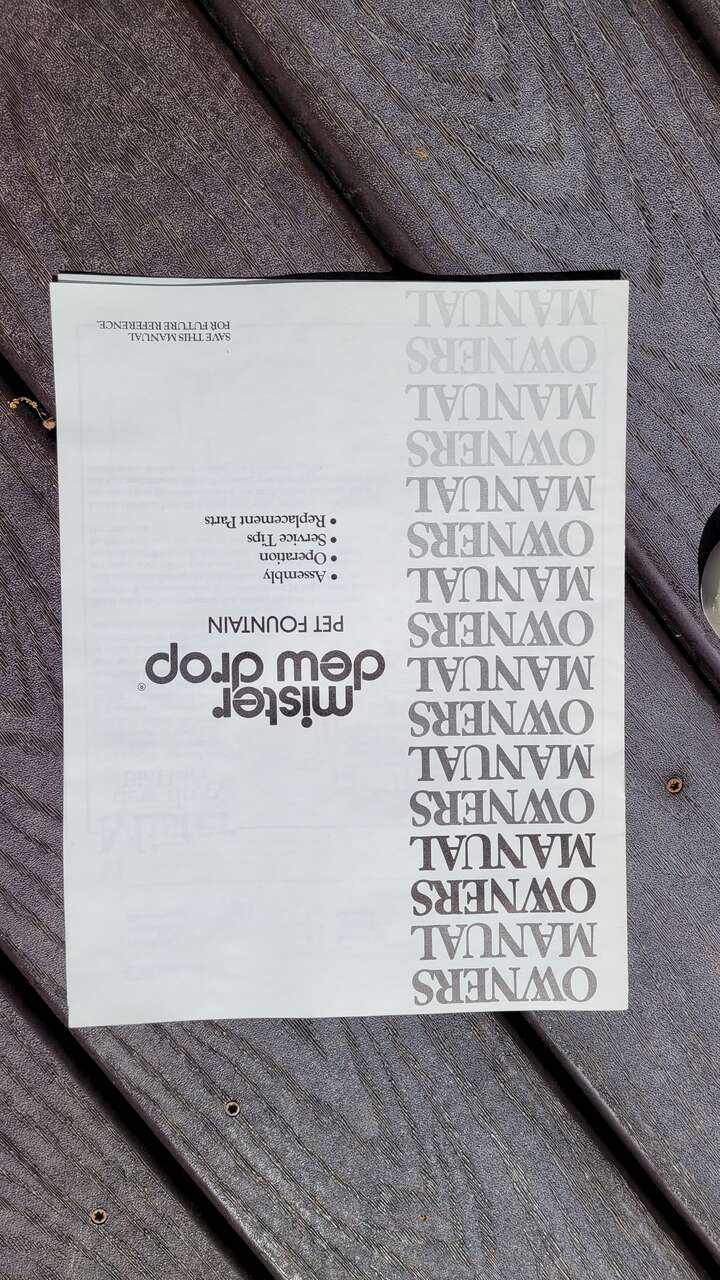 OWNERS
MANUAL
OWNERS
MANUAL
OWNERS
MANUAL
OWNERS
MANUAL
OWNERS
MANUAL
OWNERS
MANUAL
OWNERS
MANUAL
OWNERS
MANUAL
mister
dew drop®
PET FOUNTAIN
• Assembly
• Operation
• Service Tips
• Replacement Parts
SAVE THIS MANUAL
FOR FUTURE REFERENCE.